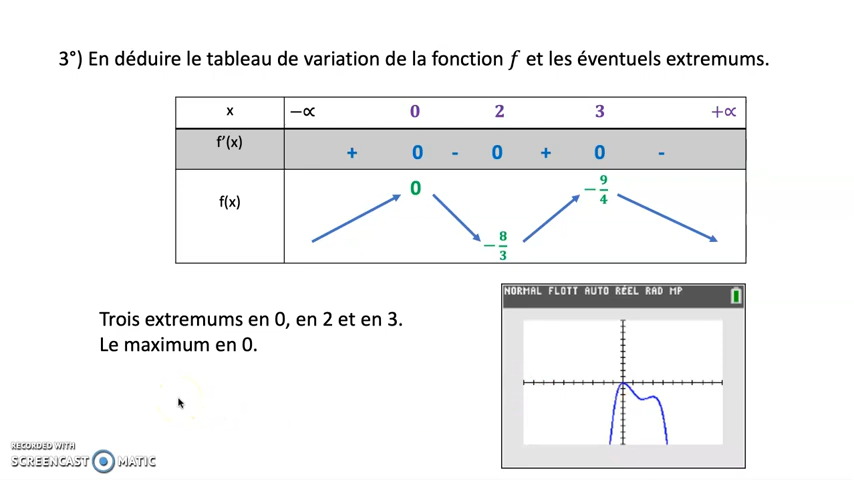 3°) En déduire le tableau de variation de la fonction f et les éventuels extremums.
x −∝ 0 2 3 +∝
f'(x) + 0 - 0 + 0 -
f(x) 0 −8/3 −9/4
NORMAL FLOTT AUTO RÉEL RAD MP
Trois extremums en 0, en 2 et en 3.
Le maximum en 0.
RECORDED WITH
SCREENCAST MATIC